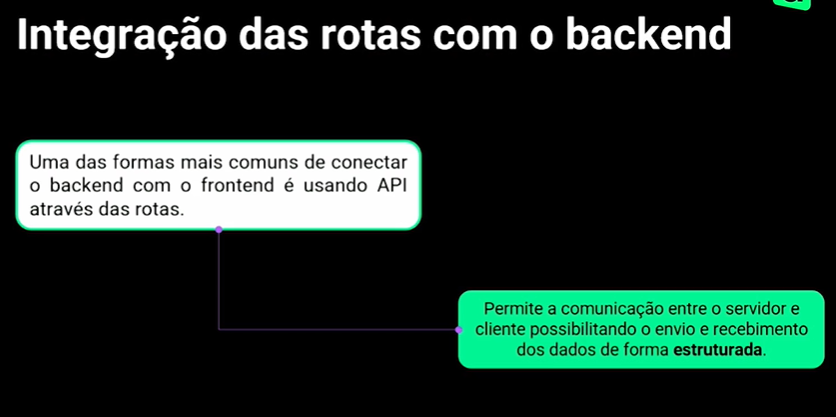 Integração das rotas com o backend
Uma das formas mais comuns de conectar
o backend com o frontend é usando API
através das rotas.
Permite a comunicação entre o servidor e
cliente possibilitando o envio e recebimento
dos dados de forma estruturada.